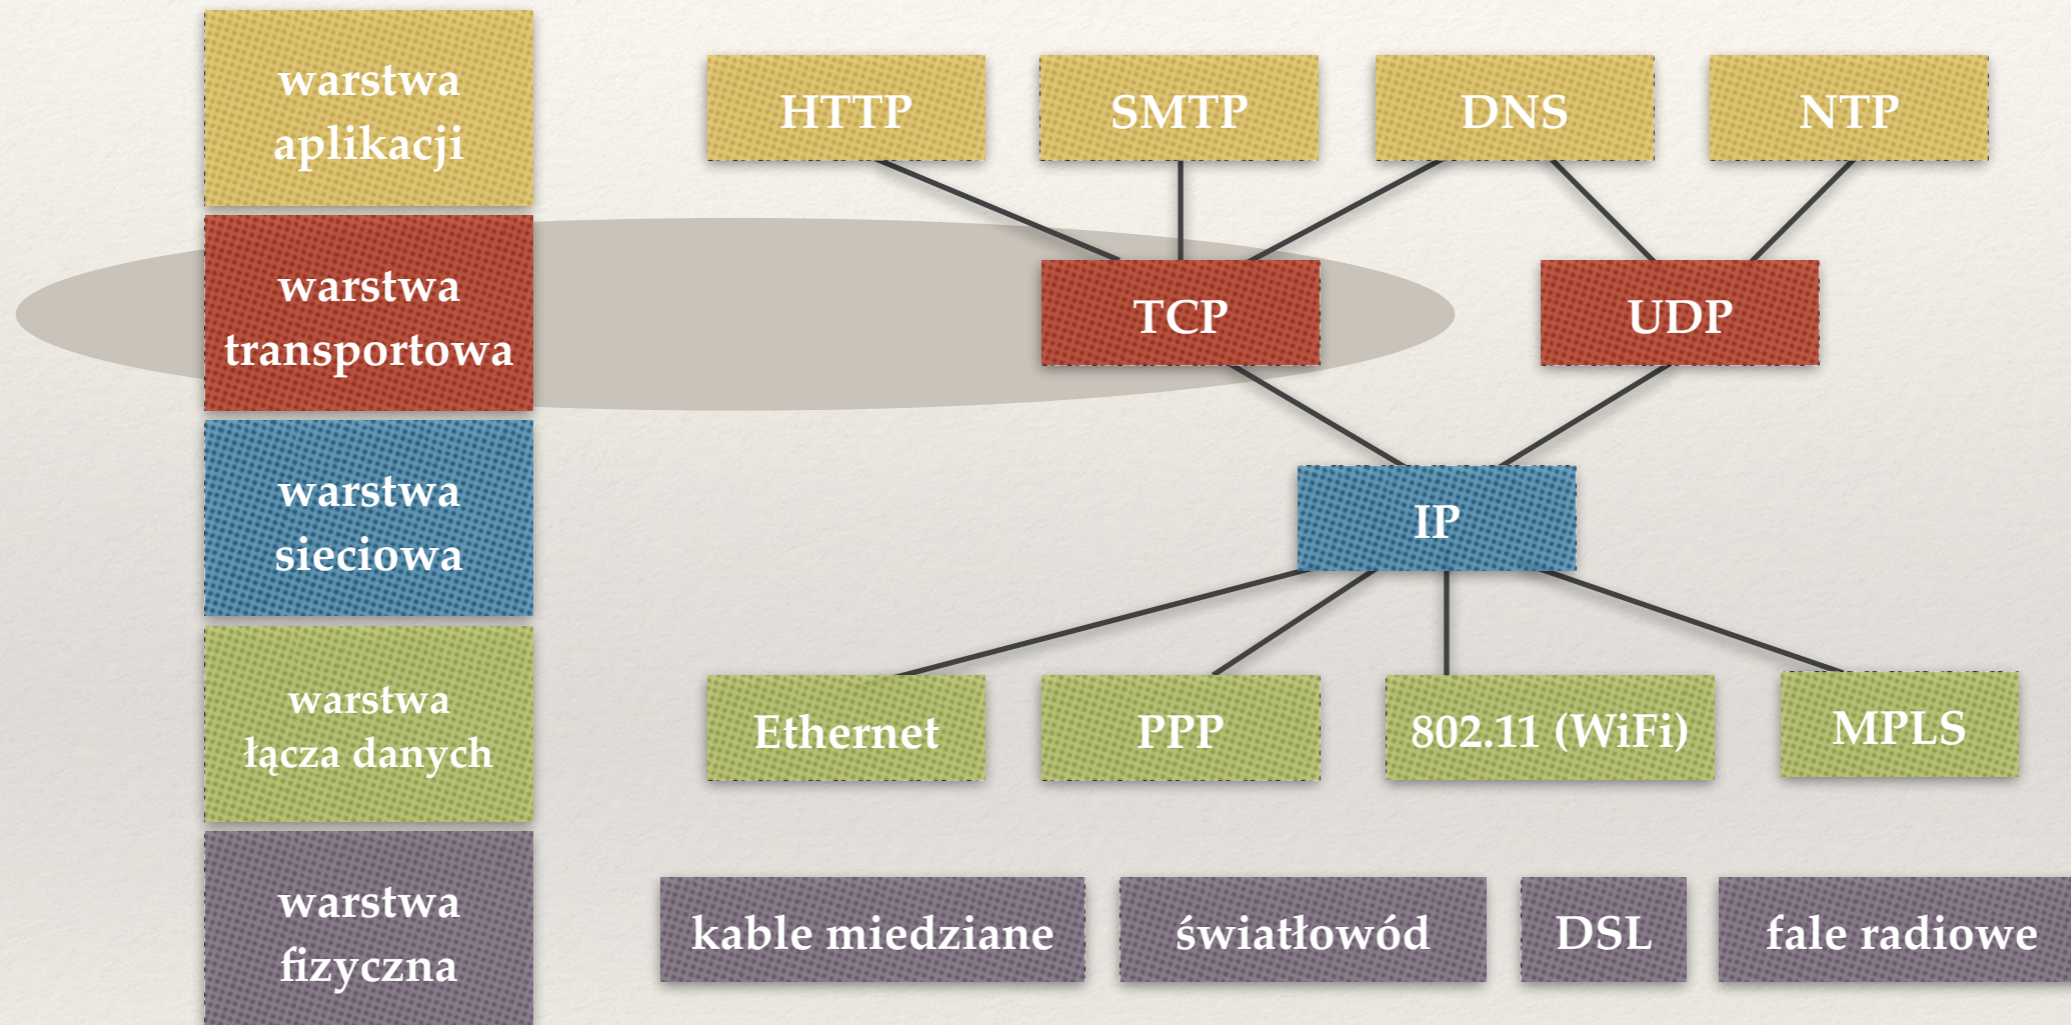 warstwa
aplikacji
HTTP
SMTP
DNS
NTP
warstwa
transportowa
TCP
UDP
warstwa
sieciowa
IP
warstwa
łącza danych
Ethernet
PPP
802.11 (WiFi)
MPLS
warstwa
fizyczna
kable miedziane
światłowód
DSL
fale radiowe